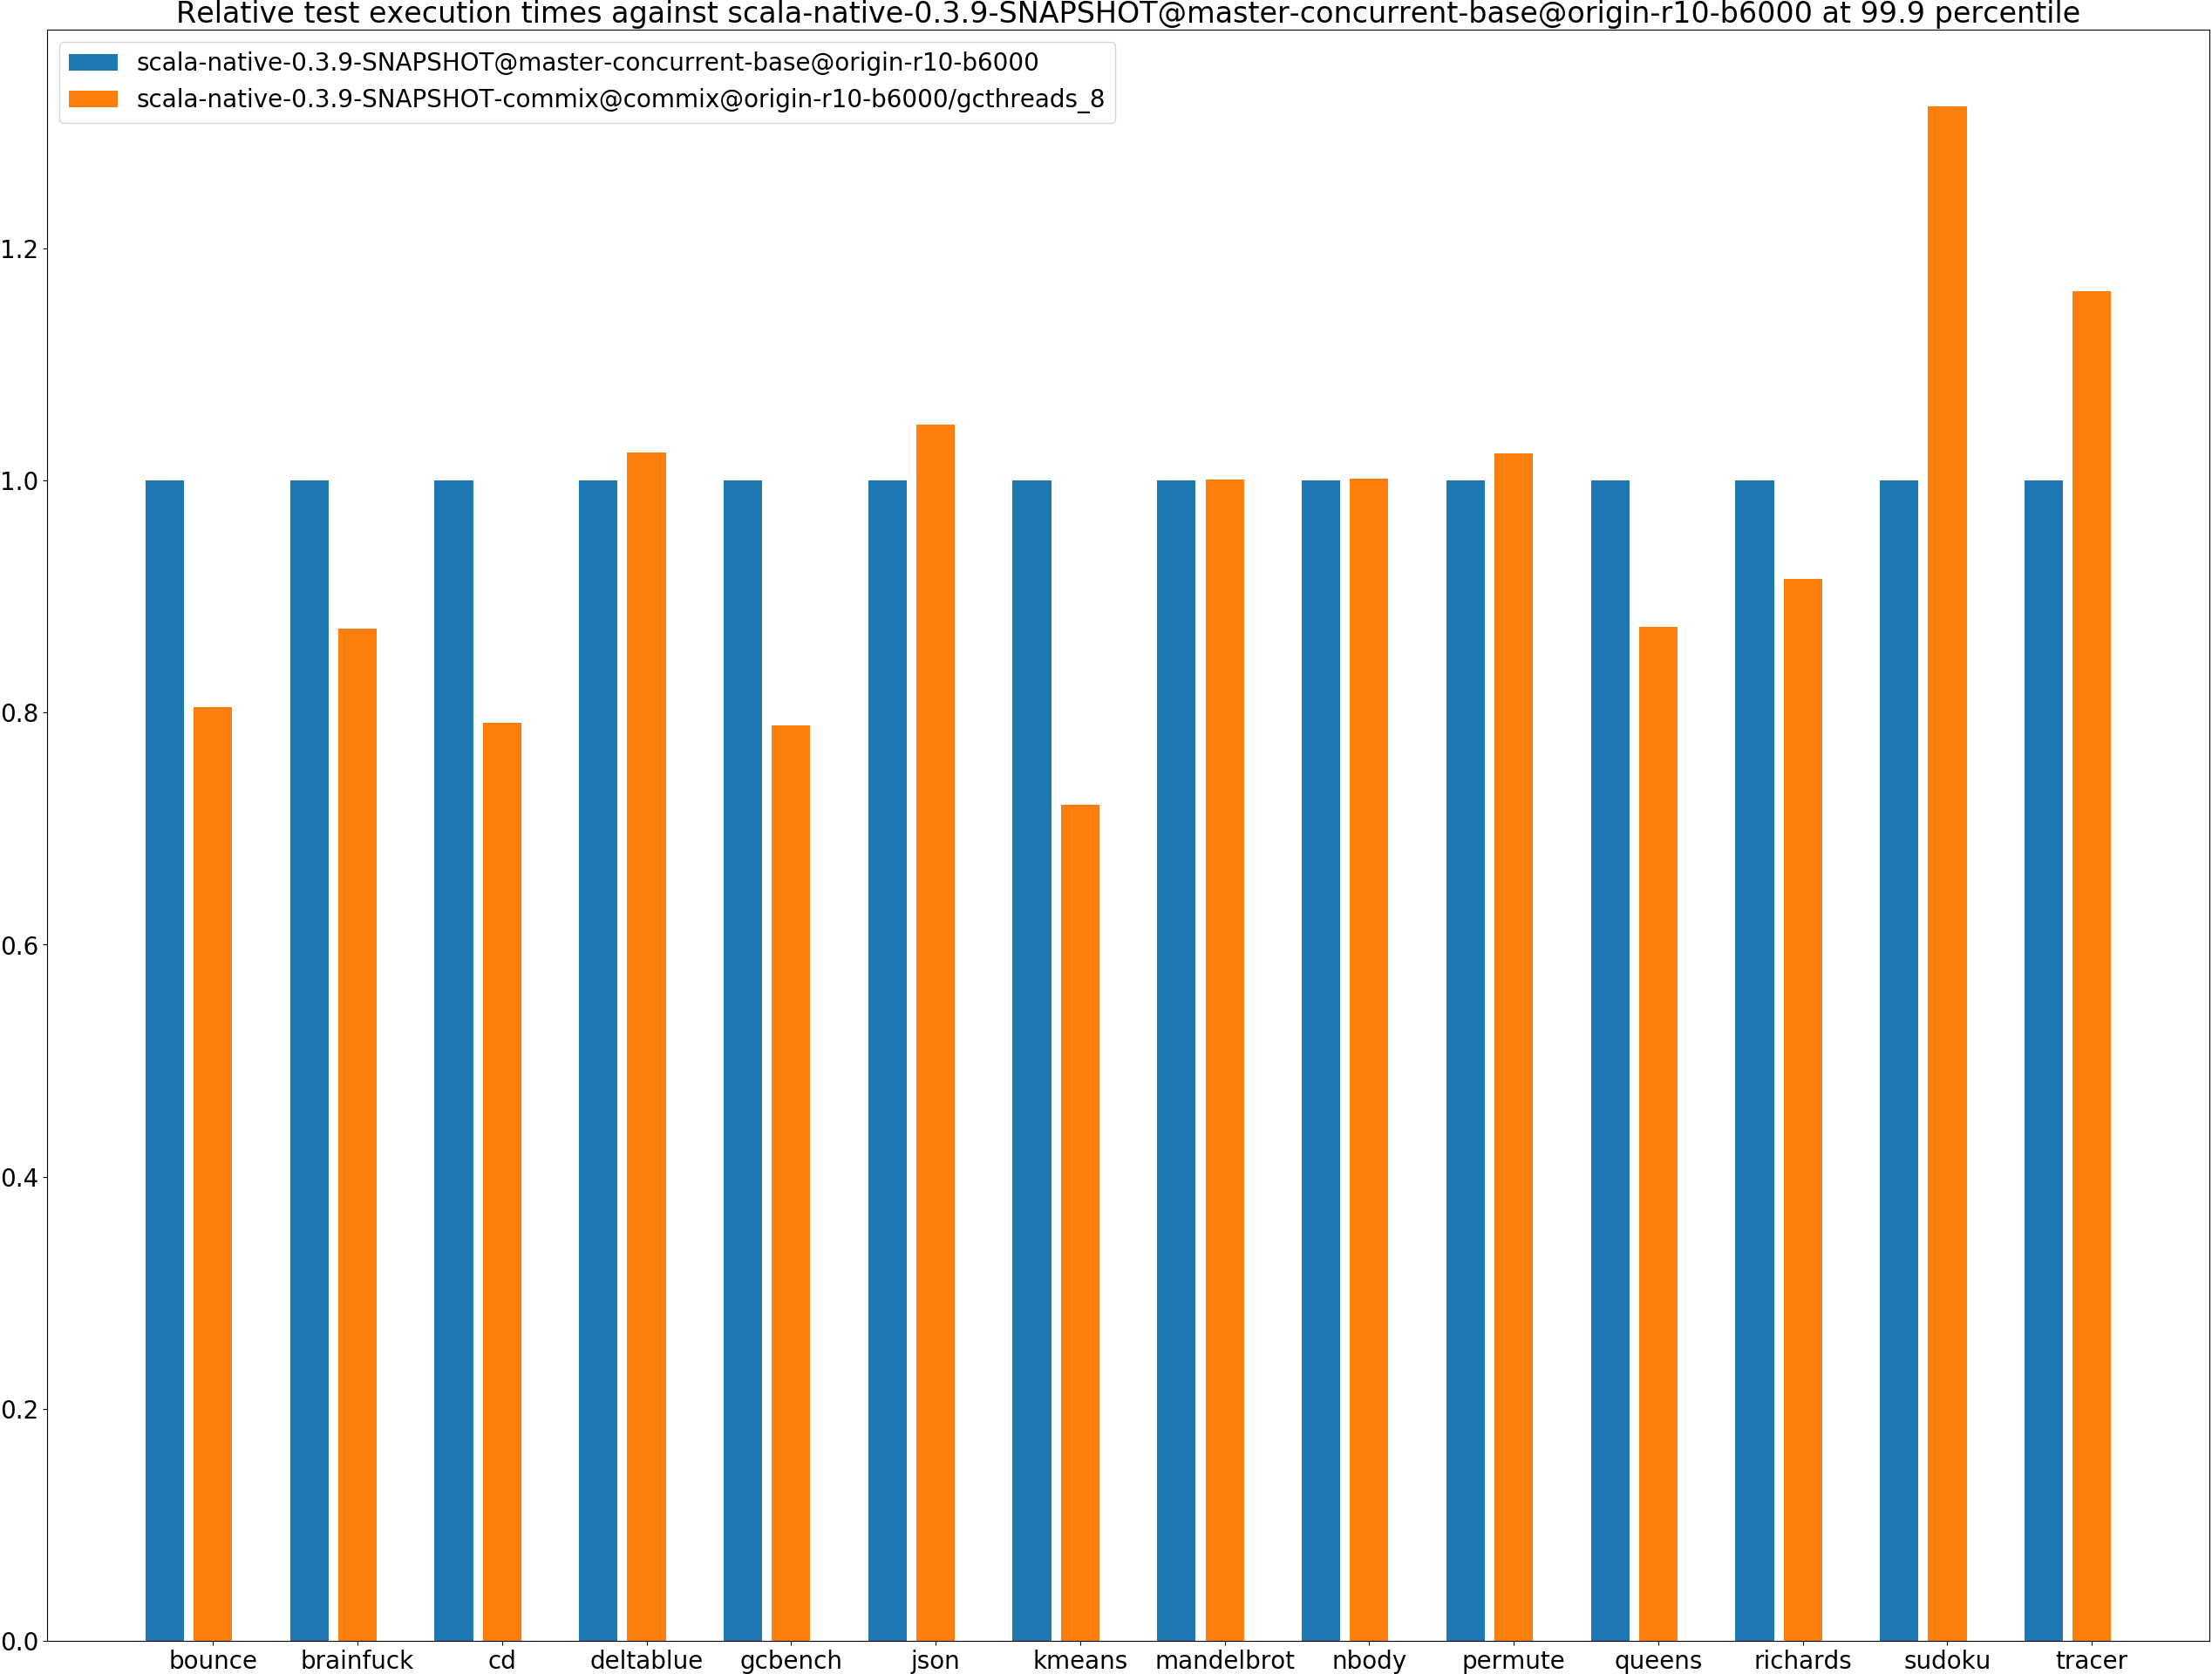 Relative test execution times against scala-native-0.3.9-SNAPSHOT@master-concurrent-base@origin-r10-b6000 at 99.9 percentile
scala-native-0.3.9-SNAPSHOT@master-concurrent-base@origin-r10-b6000
scala-native-0.3.9-SNAPSHOT-commix@commix@origin-r10-b6000/gcthreads_8
1.2
1.0
0.8
0.6
0.4
0.2
0.0
bounce brainfuck cd deltablue gcbench json kmeans mandelbrot nbody permute queens richards sudoku tracer